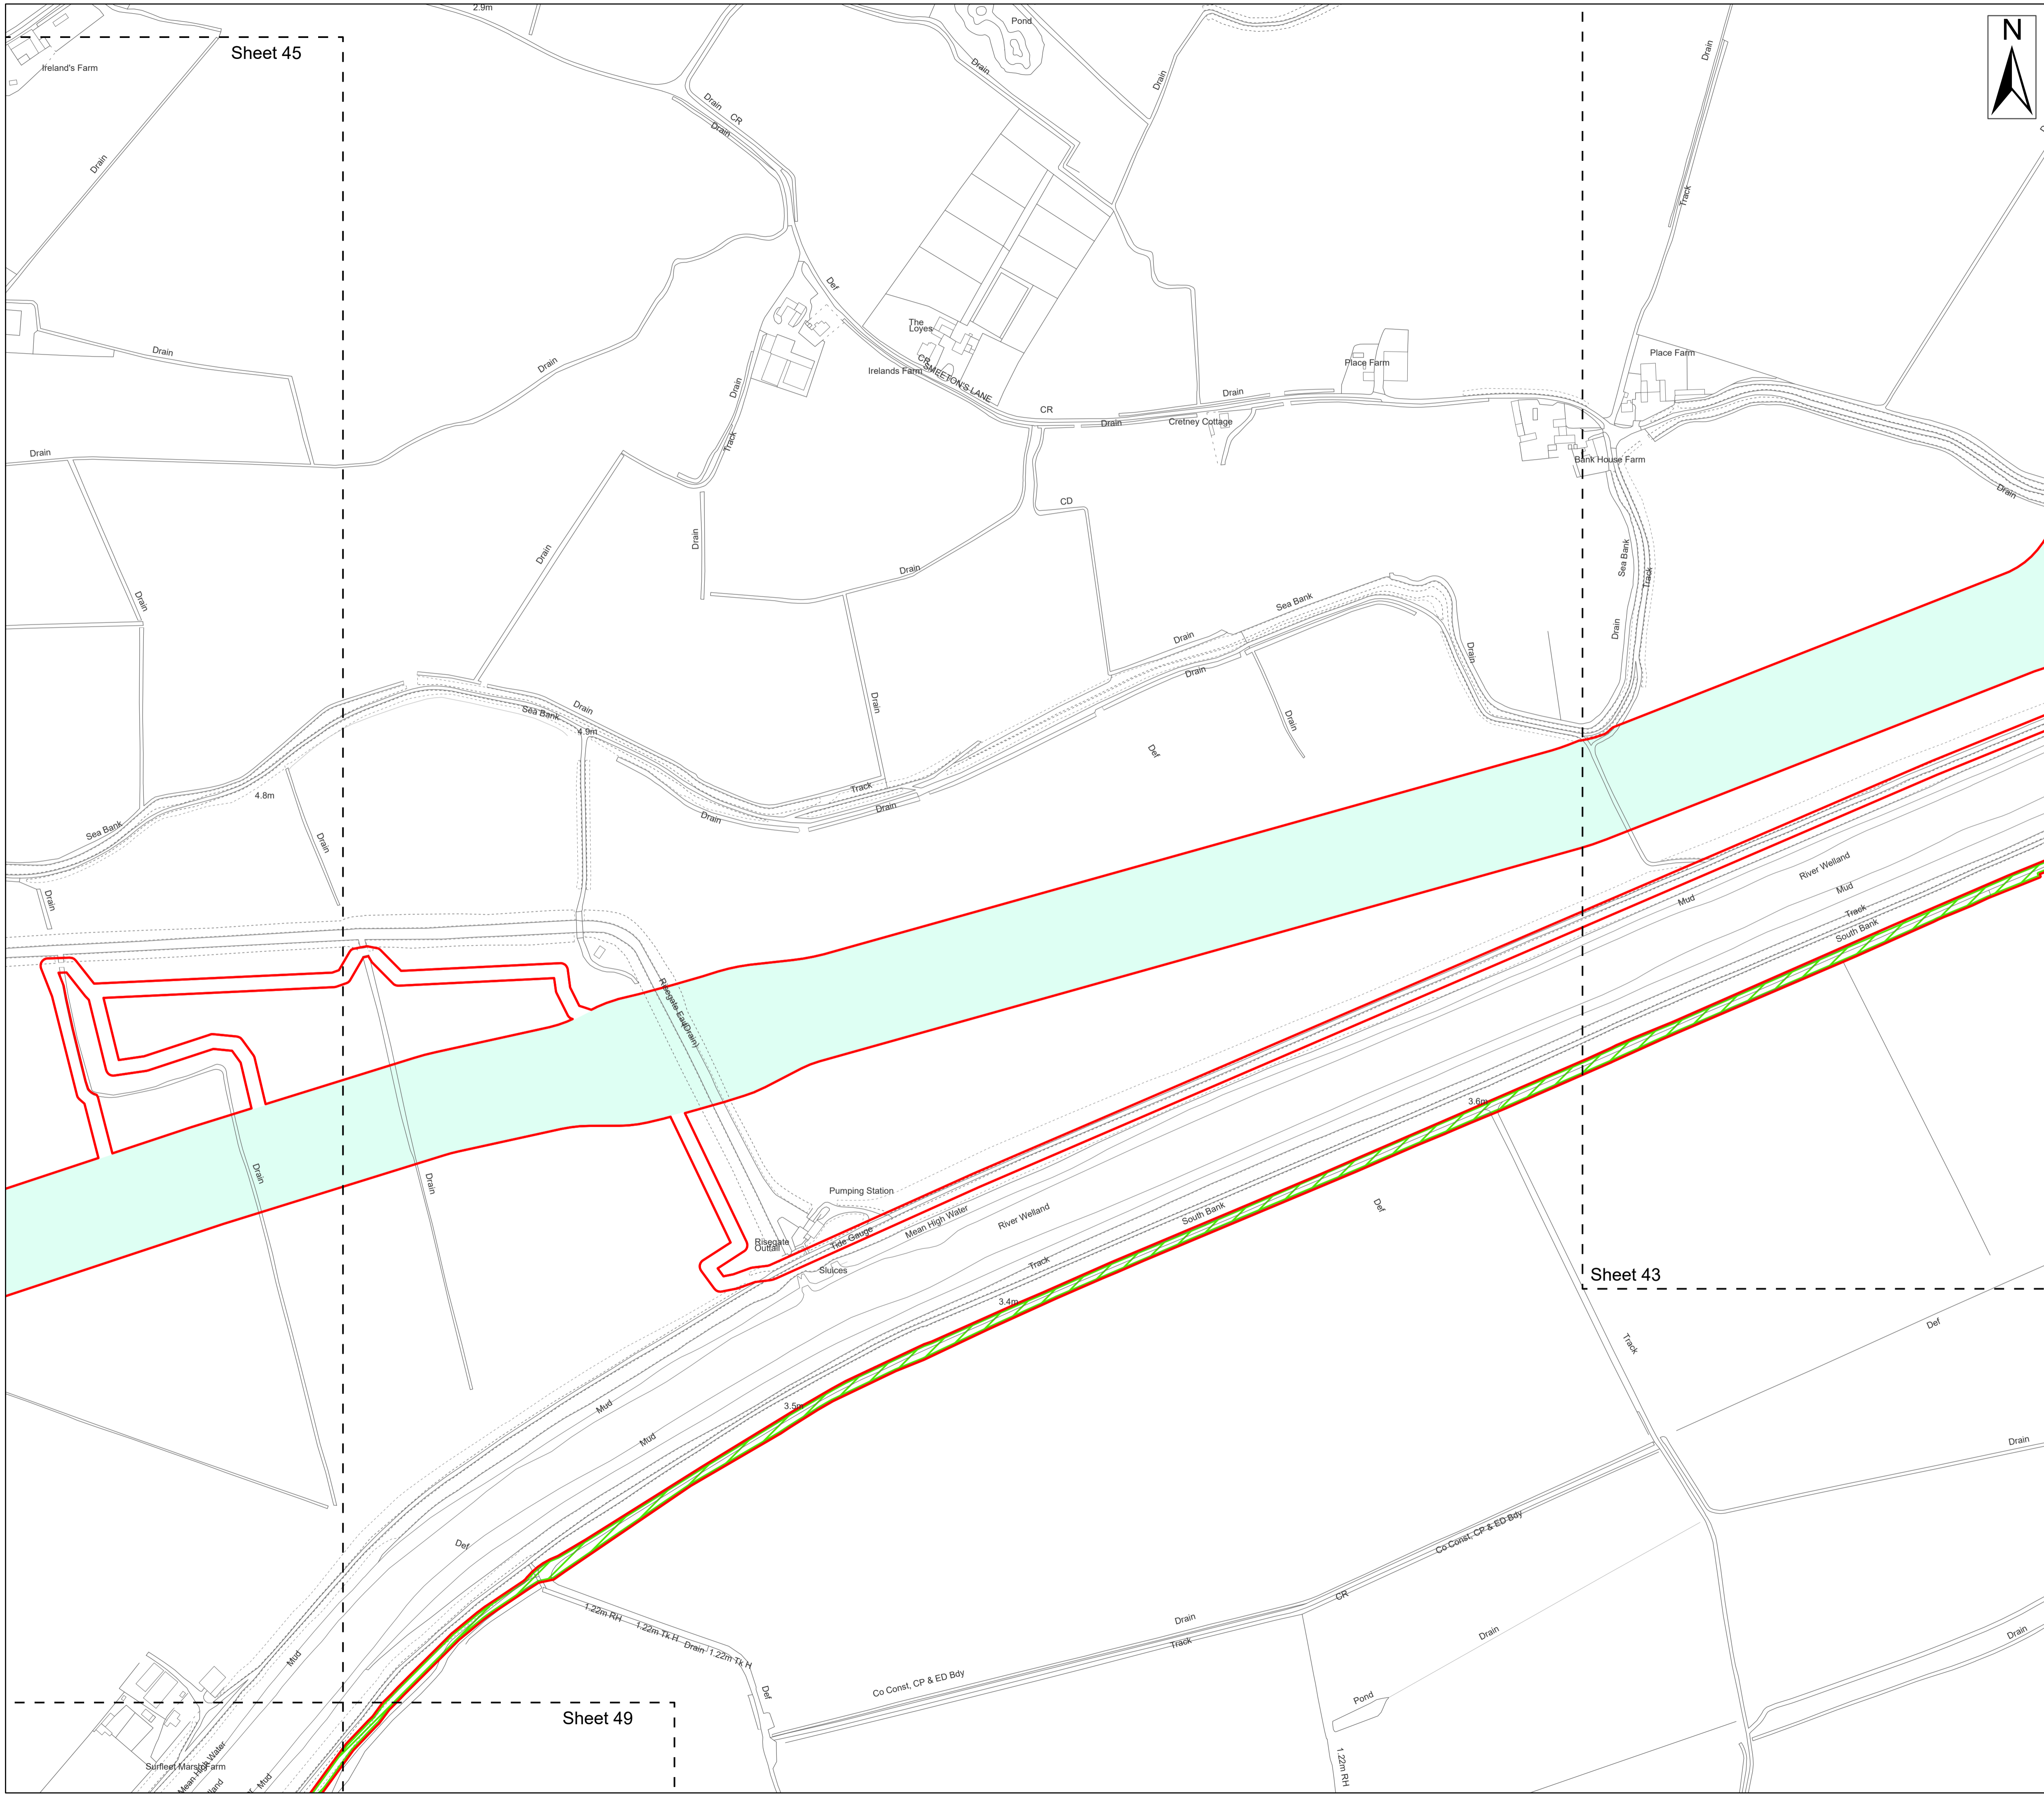 2.9m
Pond
N
Sheet 45
Ireland's Farm
Drain
Drain
Drain
Drain
Drain
CR
Drain
Track
Drain
Def
Drain
Drain
The
Loyes
Irelands Farm
CR
SMEETON'S LANE
CR
Drain
Track
Place Farm
Place Farm
Drain
Drain
Cretney Cottage
Bank House Farm
Drain
CD
Drain
Drain
Drain
Drain
Drain
Sea Bank
Track
Sea Bank
Drain
Drain
Drain
Drain
Drain
Drain
Drain
Sea Bank
Drain
4.9m
Def
4.8m
Track
Drain
Drain
Sea Bank
Drain
Drain
River Welland
Mud
Mud
Track
South Bank
Risegate Eau
(Drain)
3.6m
Drain
Drain
Pumping Station
Risegate
Outfall
Tide Gauge
Sluices
Mean High Water
River Welland
South Bank
Def
Track
3.4m
Sheet 43
Def
Track
Mud
3.5m
Mud
Drain
Def
Co Const, CP & ED Bdy
CR
1.22m RH
1.22m Tk H
Drain
1.22m Tk H
Drain
Track
Drain
Drain
Mud
Co Const, CP & ED Bdy
Def
Pond
Sheet 49
1.22m RH
Surfleet Marsh Farm
Mean High Water
Mud